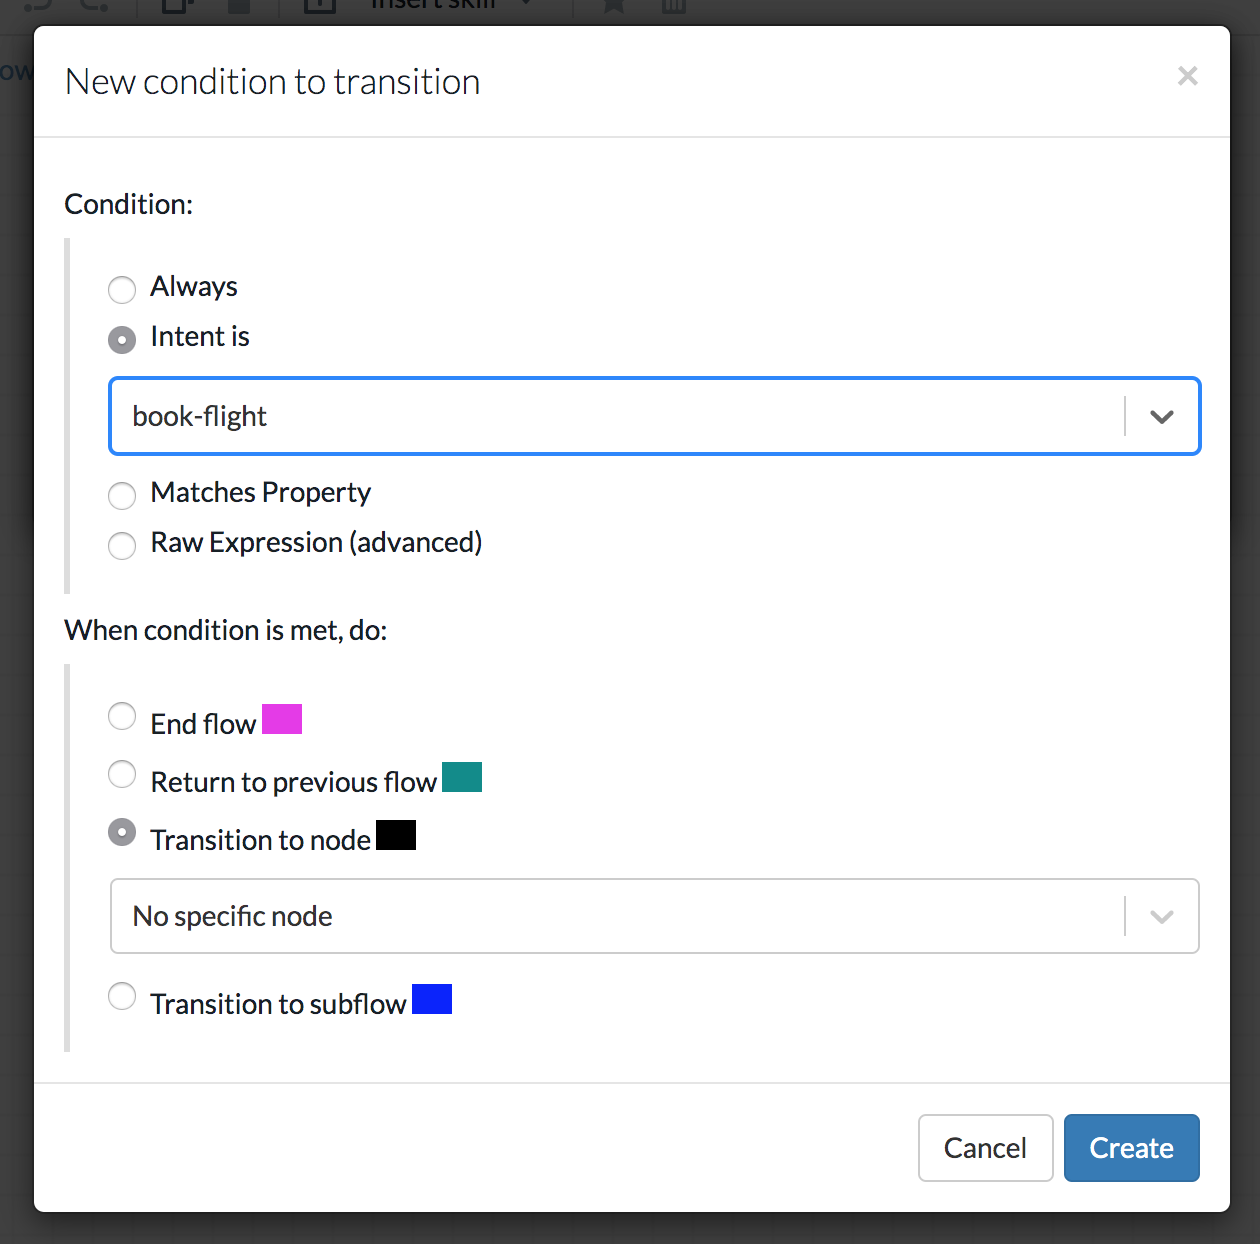 Insert skill
New condition to transition
×
Condition:
Always
Intent is
book-flight
Matches Property
Raw Expression (advanced)
When condition is met, do:
End flow
Return to previous flow
Transition to node
No specific node
Transition to subflow
Cancel
Create